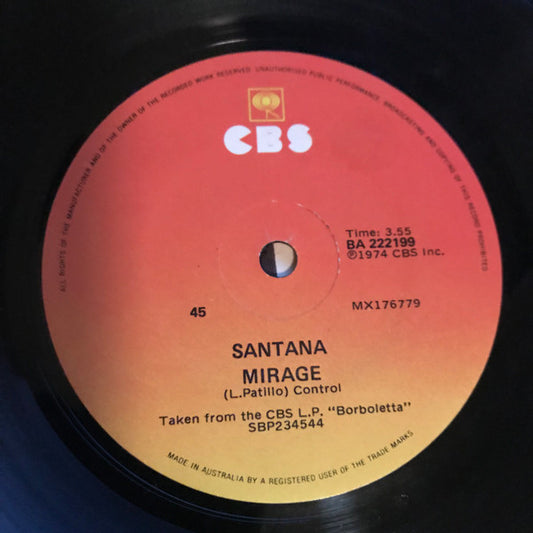 ALL RIGHTS OF THE MANUFACTURER AND OF THE OWNER OF THE RECORDED WORK RESERVED. UNAUTHORISED PUBLIC PERFORMANCE, BROADCASTING AND COPYING OF THIS RECORD PROHIBITED
CBS
Time: 3.55
BA 222199
℗1974 CBS Inc.
45
MX176779
SANTANA
MIRAGE
(L.Patillo) Control
Taken from the CBS L.P. "Borboletta"
SBP234544
MADE IN AUSTRALIA BY A REGISTERED USER OF THE TRADE MARKS